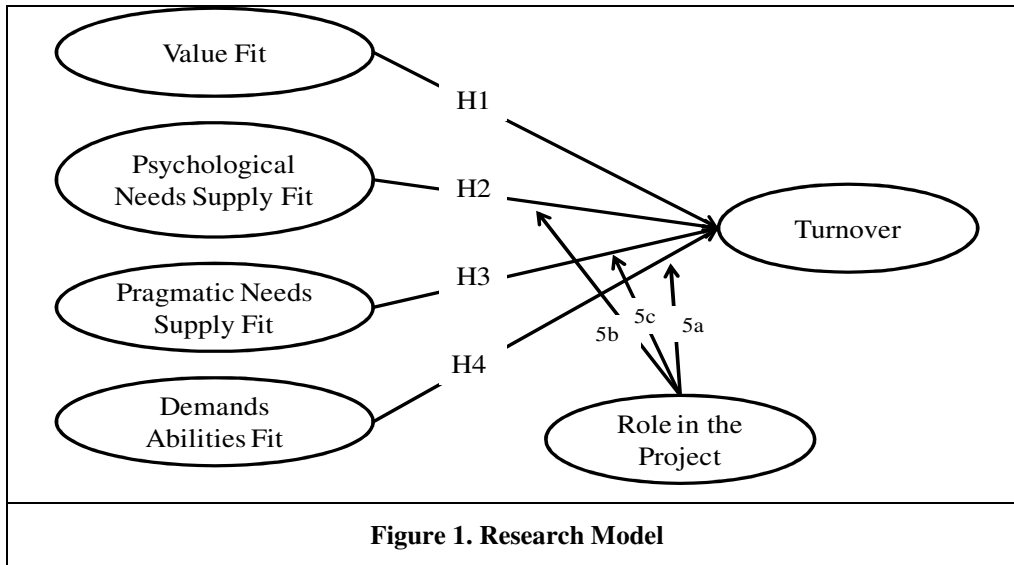 Value Fit
H1
Psychological
Needs Supply Fit
H2
Turnover
Pragmatic Needs
Supply Fit
H3
5b
5c
5a
H4
Demands
Abilities Fit
Role in the
Project
Figure 1. Research Model